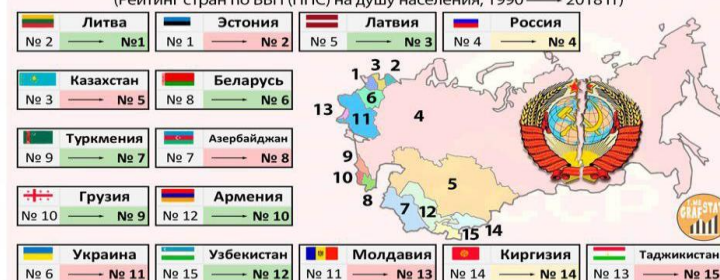 (Рейтинг стран по ВВП (ППС) на душу населения, 1990 → 2018 гг)
Литва
№ 2 → №1
Эстония
№ 1 → № 2
Латвия
№ 5 → № 3
Россия
№ 4 → № 4
Казахстан
№ 3 → № 5
Беларусь
№ 8 → № 6
Туркмения
№ 9 → № 7
Азербайджан
№ 7 → № 8
Грузия
№ 10 → № 9
Армения
№ 12 → № 10
Украина
№ 6 → № 11
Узбекистан
№ 15 → № 12
Молдавия
№ 11 → № 13
Киргизия
№ 14 → № 14
Таджикистан
№ 13 → № 15
1
3
2
6
13
11
4
9
10
8
5
7
12
15
14